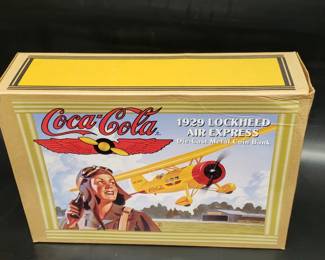 Coca-Cola
1929 LOCKHEED
AIR EXPRESS
Die Cast Metal Coin Bank